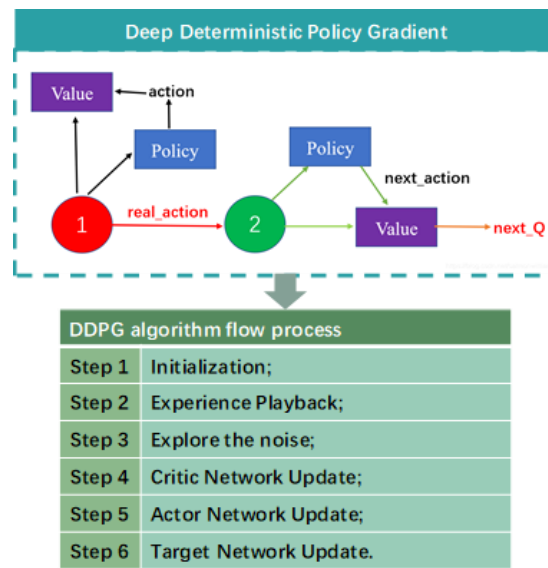 Deep Deterministic Policy Gradient
Value
action
Policy
Policy
next_action
1
real_action
2
Value
next_Q
DDPG algorithm flow process
Step 1 Initialization;
Step 2 Experience Playback;
Step 3 Explore the noise;
Step 4 Critic Network Update;
Step 5 Actor Network Update;
Step 6 Target Network Update.